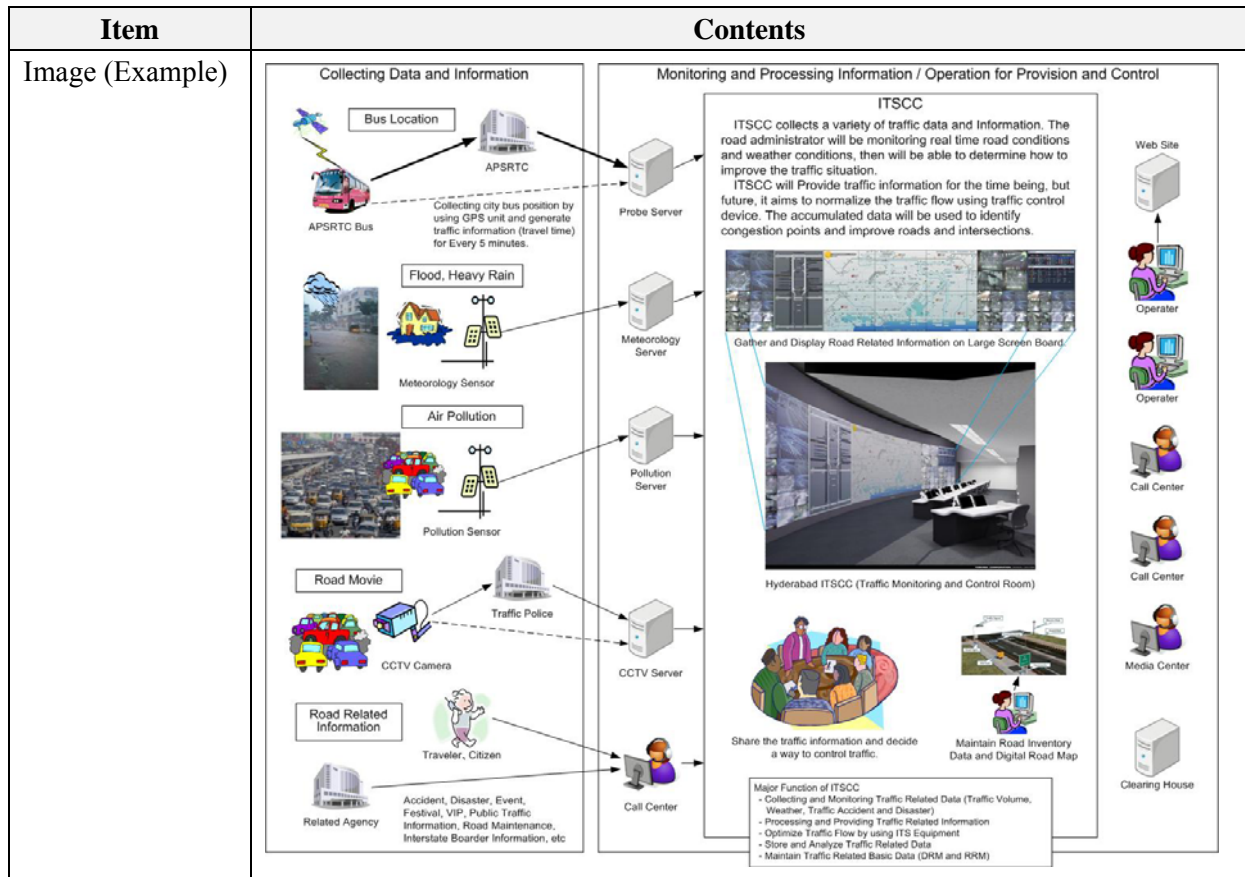 Item
Contents
Image (Example)
Collecting Data and Information
Bus Location
APSRTC
APSRTC Bus
Collecting city bus position by
using GPS unit and generate
traffic information (travel time)
for Every 5 minutes.
Flood, Heavy Rain
Meteorology Sensor
Air Pollution
Pollution Sensor
Road Movie
Traffic Police
CCTV Camera
Road Related
Information
Traveler, Citizen
Related Agency
Accident, Disaster, Event,
Festival, VIP, Public Traffic
Information, Road Maintenance,
Interstate Boarder Information, etc
Monitoring and Processing Information / Operation for Provision and Control
Probe Server
Meteorology
Server
Pollution
Server
CCTV Server
Call Center
ITSCC
ITSCC collects a variety of traffic data and Information. The
road administrator will be monitoring real time road conditions
and weather conditions, then will be able to determine how to
improve the traffic situation.
ITSCC will Provide traffic information for the time being, but
future, it aims to normalize the traffic flow using traffic control
device. The accumulated data will be used to identify
congestion points and improve roads and intersections.
Gather and Display Road Related Information on Large Screen Board.
Hyderabad ITSCC (Traffic Monitoring and Control Room)
Share the traffic information and decide
a way to control traffic.
Maintain Road Inventory
Data and Digital Road Map
Major Function of ITSCC
- Collecting and Monitoring Traffic Related Data (Traffic Volume,
Weather, Traffic Accident and Disaster)
- Processing and Providing Traffic Related Information
- Optimize Traffic Flow by using ITS Equipment
- Store and Analyze Traffic Related Data
- Maintain Traffic Related Basic Data (DRM and RRM)
Web Site
Operater
Operater
Call Center
Call Center
Media Center
Clearing House